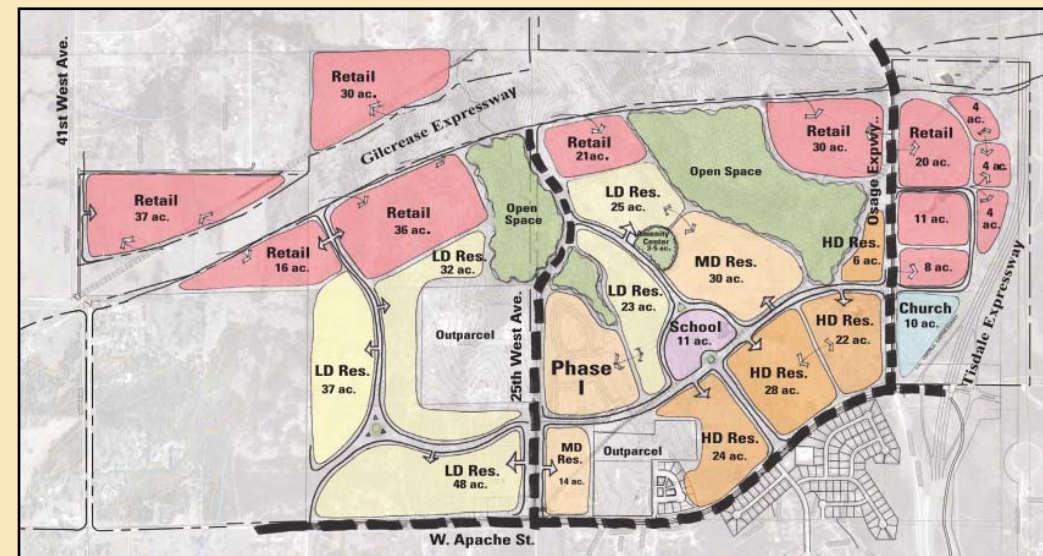 41st West Ave.
Retail
30 ac.
Gilcrease Expressway
Retail
37 ac.
Retail
16 ac.
Retail
36 ac.
Open
Space
Retail
21ac.
Open Space
Retail
30 ac.
Osage Expwy..
Retail
20 ac.
4
ac.
4 ac.
4
ac.
11 ac.
8 ac.
Church
10 ac.
Tisdale Expressway
LD Res.
25 ac.
Amenity
Center
3-5 ac.
MD Res.
30 ac.
HD Res.
6 ac.
LD Res.
32 ac.
LD Res.
23 ac.
School
11 ac.
HD Res.
22 ac.
HD Res.
28 ac.
Outparcel
25th West Ave.
Phase
I
LD Res.
37 ac.
LD Res.
48 ac.
MD
Res.
14 ac.
Outparcel
HD Res.
24 ac.
W. Apache St.